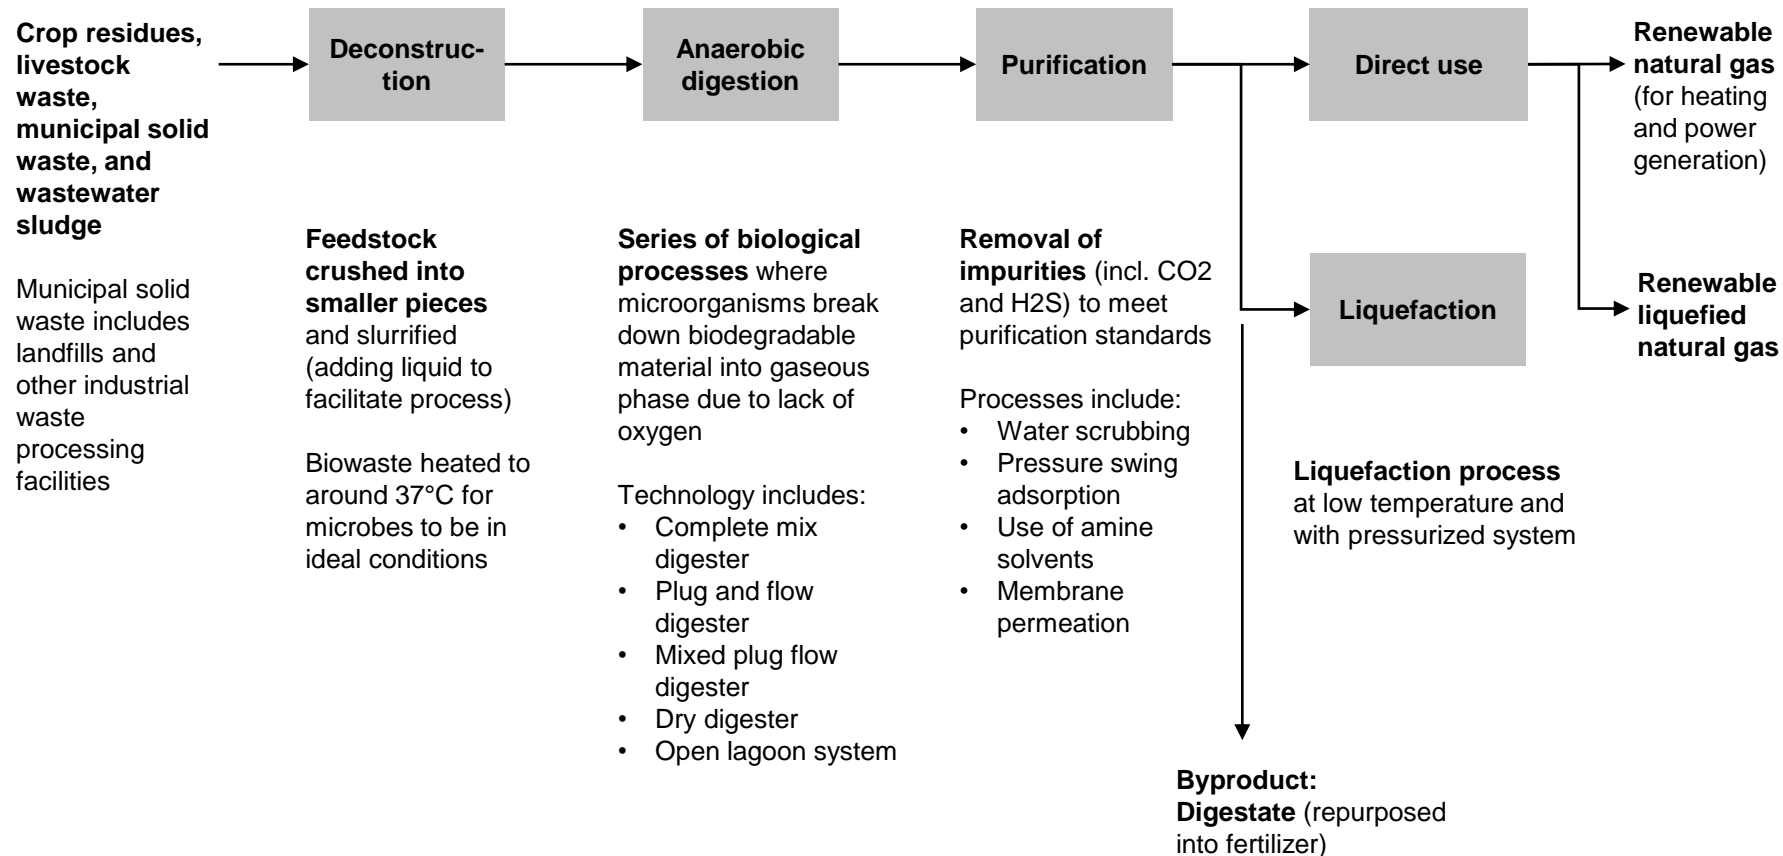 Crop residues,
livestock
waste,
municipal solid
waste, and
wastewater
sludge
Municipal solid
waste includes
landfills and
other industrial
waste
processing
facilities
Deconstruc-
tion
Feedstock
crushed into
smaller pieces
and slurrified
(adding liquid to
facilitate process)
Biowaste heated to
around 37°C for
microbes to be in
ideal conditions
Anaerobic
digestion
Series of biological
processes where
microorganisms break
down biodegradable
material into gaseous
phase due to lack of
oxygen
Technology includes:
• Complete mix
digester
• Plug and flow
digester
• Mixed plug flow
digester
• Dry digester
• Open lagoon system
Purification
Removal of
impurities (incl. CO2
and H2S) to meet
purification standards
Processes include:
• Water scrubbing
• Pressure swing
adsorption
• Use of amine
solvents
• Membrane
permeation
Direct use
Liquefaction
Liquefaction process
at low temperature and
with pressurized system
Byproduct:
Digestate (repurposed
into fertilizer)
Renewable
natural gas
(for heating
and power
generation)
Renewable
liquefied
natural gas